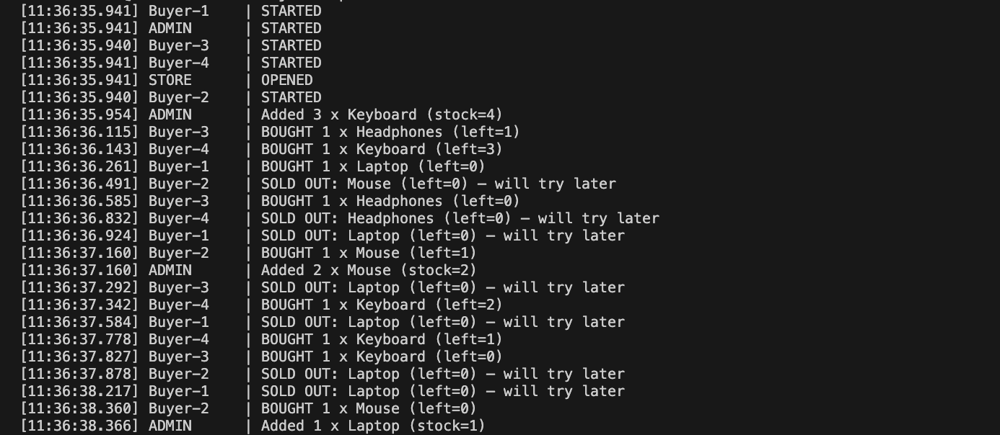 [11:36:35.941] Buyer-1    | STARTED
[11:36:35.941] ADMIN      | STARTED
[11:36:35.940] Buyer-3    | STARTED
[11:36:35.941] Buyer-4    | STARTED
[11:36:35.941] STORE      | OPENED
[11:36:35.940] Buyer-2    | STARTED
[11:36:35.954] ADMIN      | Added 3 x Keyboard (stock=4)
[11:36:36.115] Buyer-3    | BOUGHT 1 x Headphones (left=1)
[11:36:36.143] Buyer-4    | BOUGHT 1 x Keyboard (left=3)
[11:36:36.261] Buyer-1    | BOUGHT 1 x Laptop (left=0)
[11:36:36.491] Buyer-2    | SOLD OUT: Mouse (left=0) — will try later
[11:36:36.585] Buyer-3    | BOUGHT 1 x Headphones (left=0)
[11:36:36.832] Buyer-4    | SOLD OUT: Headphones (left=0) — will try later
[11:36:36.924] Buyer-1    | SOLD OUT: Laptop (left=0) — will try later
[11:36:37.160] Buyer-2    | BOUGHT 1 x Mouse (left=1)
[11:36:37.160] ADMIN      | Added 2 x Mouse (stock=2)
[11:36:37.292] Buyer-3    | SOLD OUT: Laptop (left=0) — will try later
[11:36:37.342] Buyer-4    | BOUGHT 1 x Keyboard (left=2)
[11:36:37.584] Buyer-1    | SOLD OUT: Laptop (left=0) — will try later
[11:36:37.778] Buyer-4    | BOUGHT 1 x Keyboard (left=1)
[11:36:37.827] Buyer-3    | BOUGHT 1 x Keyboard (left=0)
[11:36:37.878] Buyer-2    | SOLD OUT: Laptop (left=0) — will try later
[11:36:38.217] Buyer-1    | SOLD OUT: Laptop (left=0) — will try later
[11:36:38.360] Buyer-2    | BOUGHT 1 x Mouse (left=0)
[11:36:38.366] ADMIN      | Added 1 x Laptop (stock=1)